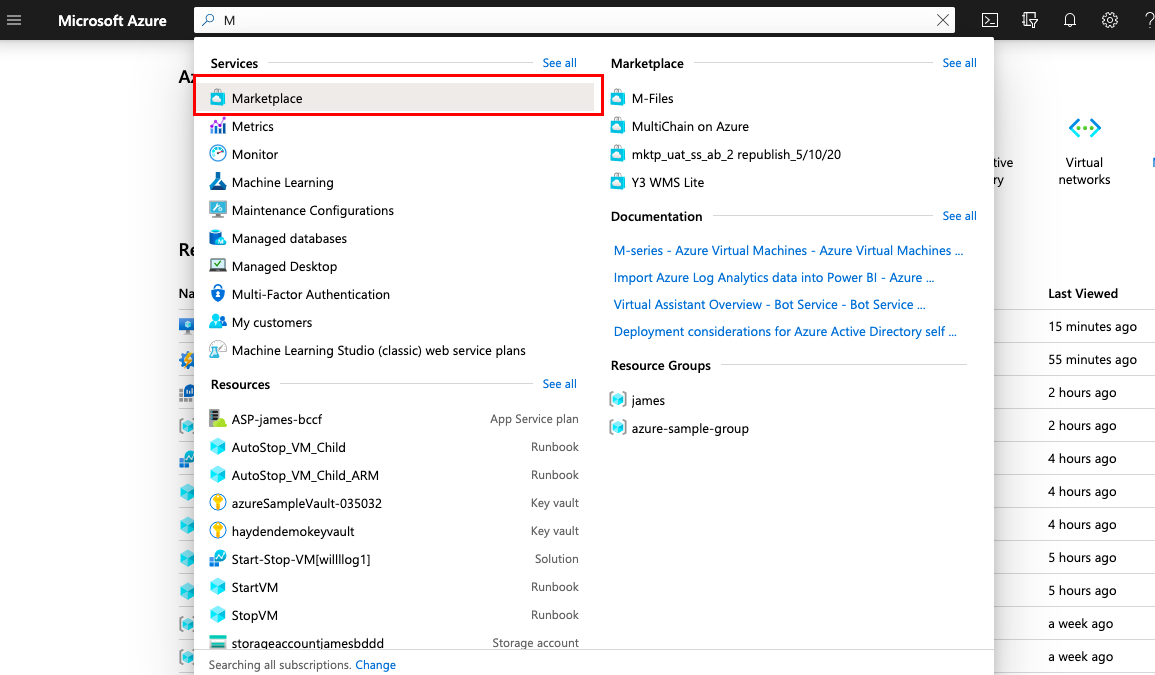 Microsoft Azure
M
?
Services
See all
Marketplace
Metrics
Monitor
Machine Learning
Maintenance Configurations
Managed databases
Managed Desktop
Multi-Factor Authentication
My customers
Machine Learning Studio (classic) web service plans
Resources
See all
ASP-james-bccf
App Service plan
AutoStop_VM_Child
Runbook
AutoStop_VM_Child_ARM
Runbook
azureSampleVault-035032
Key vault
haydendemokeyvault
Key vault
Start-Stop-VM[willlog1]
Solution
StartVM
Runbook
StopVM
Runbook
storageaccountjamesbddd
Storage account
Searching all subscriptions. Change
Marketplace
See all
M-Files
MultiChain on Azure
mktp_uat_ss_ab_2 republish_5/10/20
Y3 WMS Lite
Documentation
See all
M-series - Azure Virtual Machines - Azure Virtual Machines ...
Import Azure Log Analytics data into Power BI - Azure ...
Virtual Assistant Overview - Bot Service - Bot Service ...
Deployment considerations for Azure Active Directory self ...
Resource Groups
james
azure-sample-group
Az
Re
Na
tive
ry
Virtual
networks
Last Viewed
15 minutes ago
55 minutes ago
2 hours ago
2 hours ago
4 hours ago
4 hours ago
4 hours ago
5 hours ago
5 hours ago
a week ago
a week ago